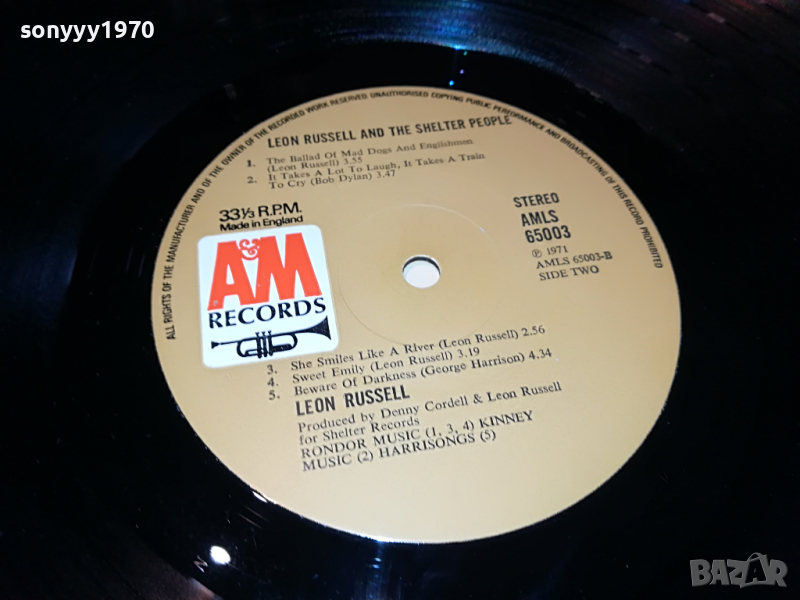 sonyyy1970
ALL RIGHTS OF THE MANUFACTURER AND OF THE OWNER OF THE RECORDED WORK RESERVED. UNAUTHORISED COPYING PUBLIC PERFORMANCE AND BROADCASTING OF THIS RECORD PROHIBITED
LEON RUSSELL AND THE SHELTER PEOPLE
1. The Ballad Of Mad Dogs And Englishmen
(Leon Russell) 3.55
2. It Takes A Lot To Laugh, It Takes A Train
To Cry (Bob Dylan) 3.47
33⅓ R.P.M.
Made in England
STEREO
AMLS
65003
℗ 1971
AMLS 65003-B
SIDE TWO
A&M
RECORDS
3. She Smiles Like A River (Leon Russell) 2.56
4. Sweet Emily (Leon Russell) 3.19
5. Beware Of Darkness (George Harrison) 4.34
LEON RUSSELL
Produced by Denny Cordell & Leon Russell
for Shelter Records
RONDOR MUSIC (1, 3, 4) KINNEY
MUSIC (2) HARRISONGS (5)
BAZAR